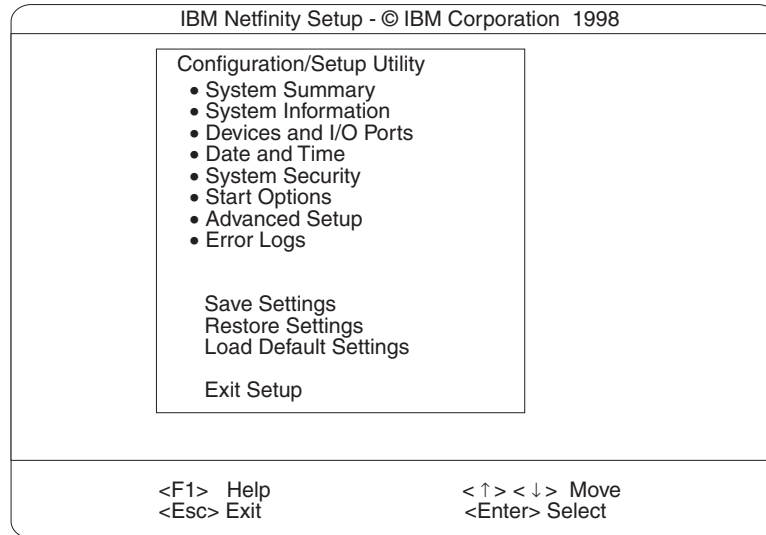 IBM Netfinity Setup - © IBM Corporation 1998
Configuration/Setup Utility
• System Summary
• System Information
• Devices and I/O Ports
• Date and Time
• System Security
• Start Options
• Advanced Setup
• Error Logs
Save Settings
Restore Settings
Load Default Settings
Exit Setup
<F1> Help < ↑ > < ↓ > Move
<Esc> Exit <Enter> Select